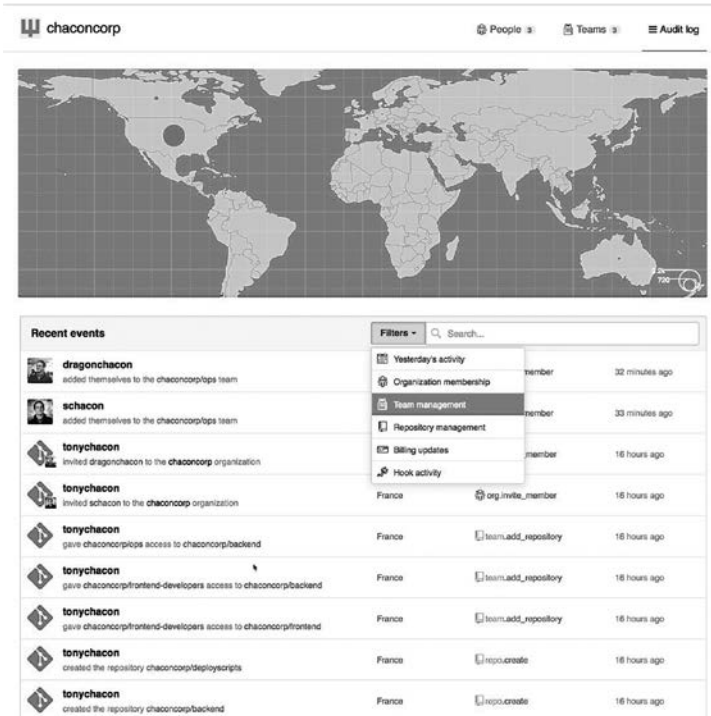 chaconcorp
People 3
Teams 3
Audit log
720
Recent events
Filters
Search...
Yesterday's activity
Organization membership
Team management
Repository management
Billing updates
Hook activity
dragonchacon
added themselves to the chaconcorp/ops team
member
32 minutes ago
schacon
added themselves to the chaconcorp/ops team
member
33 minutes ago
tonychacon
invited dragonchacon to the chaconcorp organization
_member
16 hours ago
tonychacon
invited schacon to the chaconcorp organization
France
org.invite_member
16 hours ago
tonychacon
gave chaconcorp/ops access to chaconcorp/backend
France
team.add_repository
16 hours ago
tonychacon
gave chaconcorp/frontend-developers access to chaconcorp/backend
France
team.add_repository
16 hours ago
tonychacon
gave chaconcorp/frontend-developers access to chaconcorp/frontend
France
team.add_repository
16 hours ago
tonychacon
created the repository chaconcorp/deployscripts
France
repo.create
16 hours ago
tonychacon
created the repository chaconcorp/backend
France
repo.create
16 hours ago